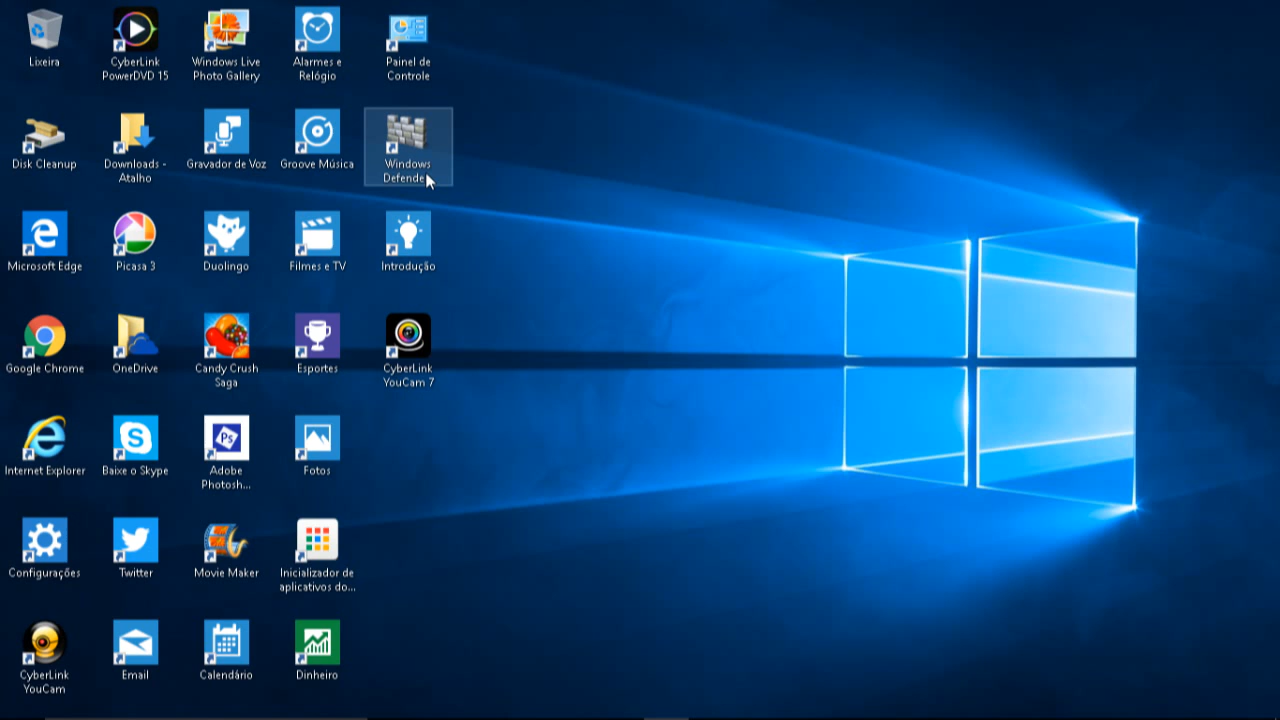 Lixeira
CyberLink
PowerDVD 15
Windows Live
Photo Gallery
Alarmes e
Relógio
Painel de
Controle
Disk Cleanup
Downloads -
Atalho
Gravador de Voz
Groove Música
Windows
Defender
Microsoft Edge
Picasa 3
Duolingo
Filmes e TV
Introdução
Google Chrome
OneDrive
Candy Crush
Saga
Esportes
CyberLink
YouCam 7
Internet Explorer
Baixe o Skype
Ps
Adobe
Photosh...
Fotos
Configurações
Twitter
Movie Maker
Inicializador de
aplicativos do...
CyberLink
YouCam
Email
Calendário
Dinheiro